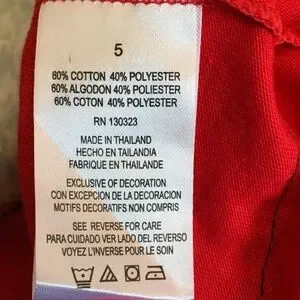 5
60% COTTON 40% POLYESTER
60% ALGODON 40% POLIESTER
60% COTON 40% POLYESTER
RN 130323
MADE IN THAILAND
HECHO EN TAILANDIA
FABRIQUE EN THAILANDE
EXCLUSIVE OF DECORATION
CON EXCEPCION DE LA DECORACION
MOTIFS DECORATIFS NON COMPRIS
SEE REVERSE FOR CARE
PARA CUIDADO VER LADO DEL REVERSO
VOYEZ L'INVERSE POUR LE SOIN